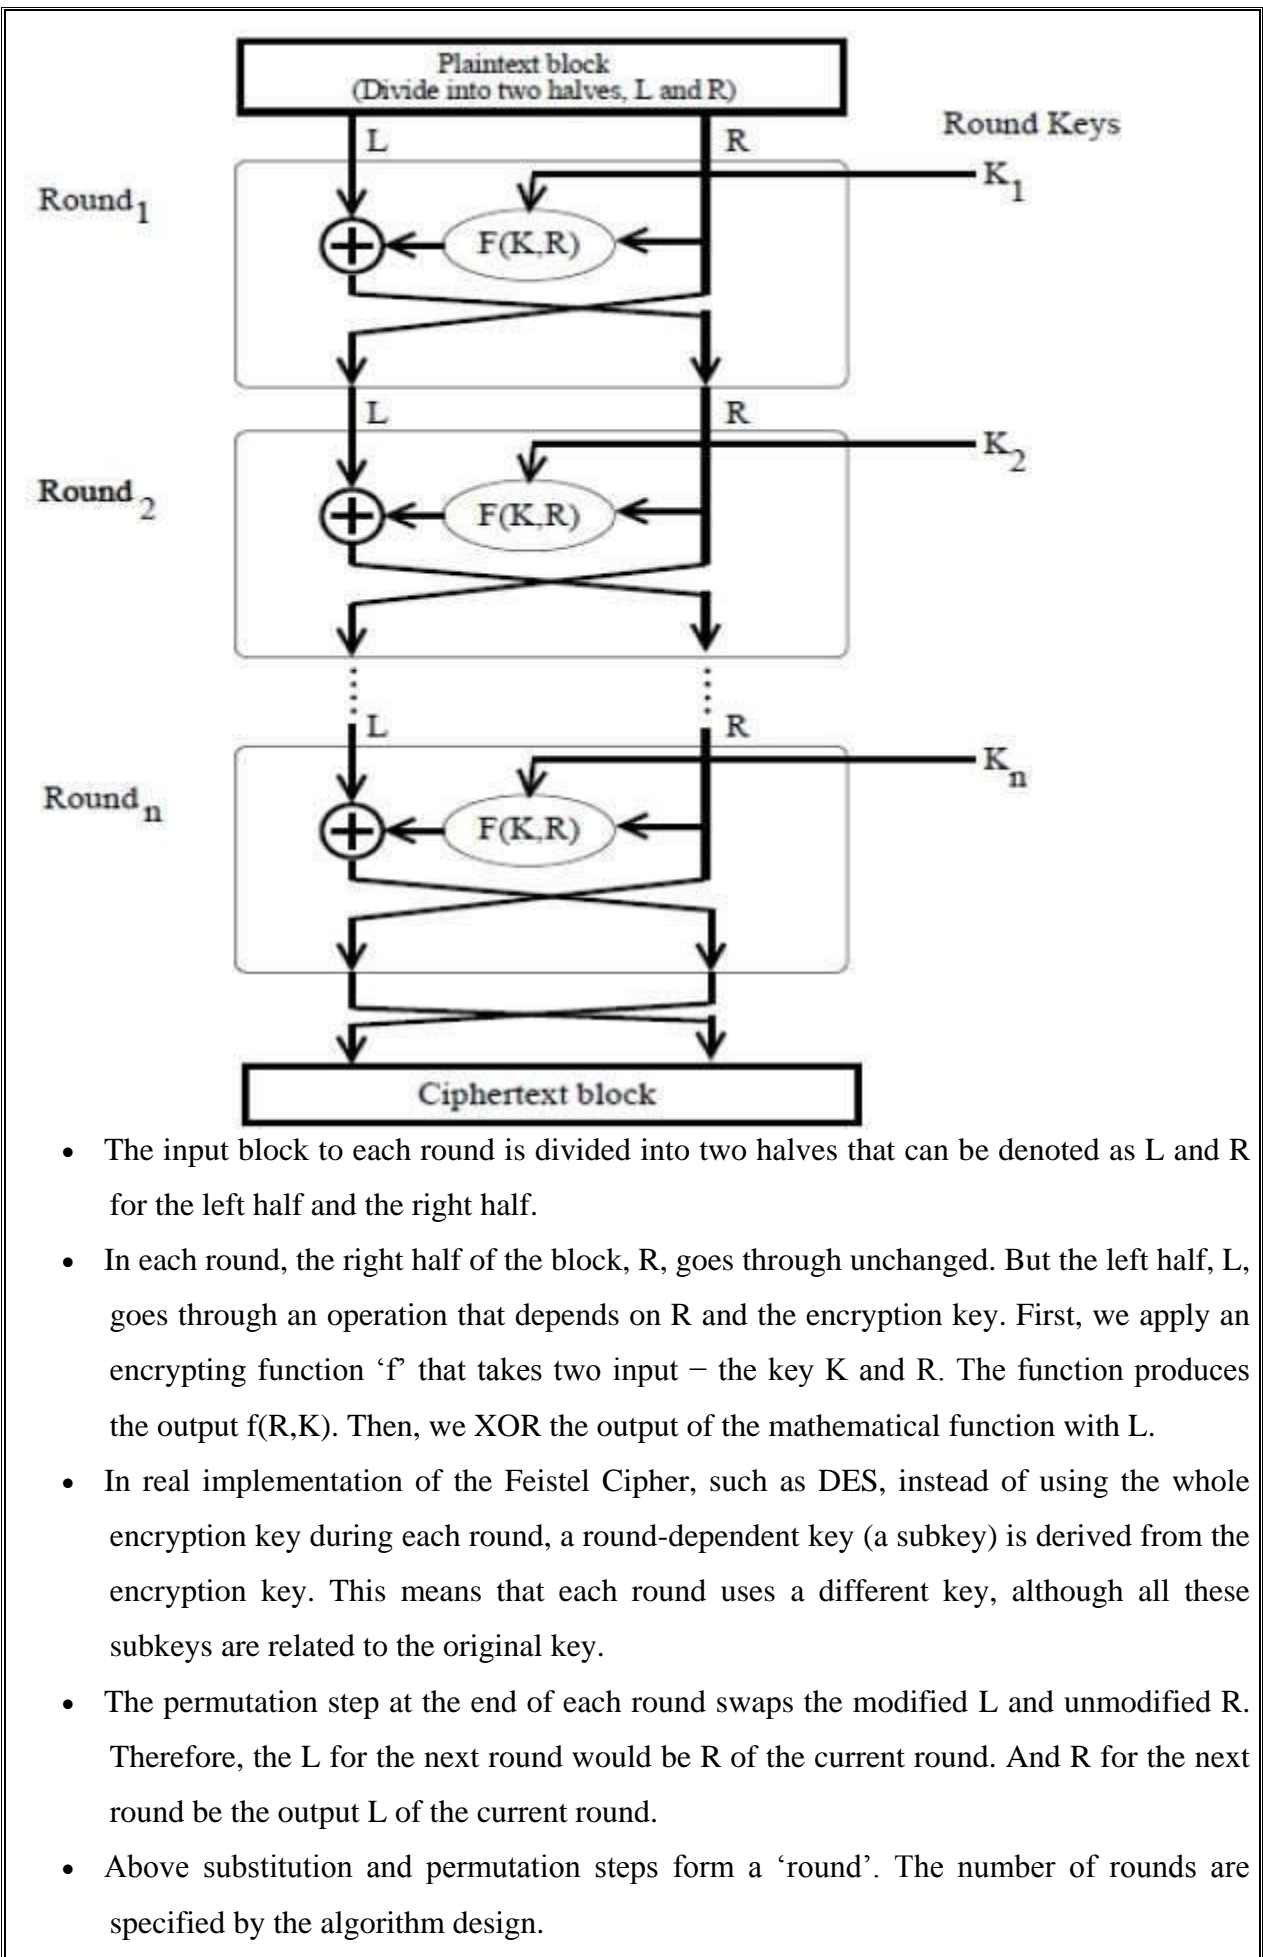 Plaintext block
(Divide into two halves, L and R)
Round Keys
L
R
K1
Round1
F(K,R)
L
R
K2
Round2
F(K,R)
L
R
Kn
Roundn
F(K,R)
Ciphertext block
• The input block to each round is divided into two halves that can be denoted as L and R
for the left half and the right half.
• In each round, the right half of the block, R, goes through unchanged. But the left half, L,
goes through an operation that depends on R and the encryption key. First, we apply an
encrypting function ‘f’ that takes two input − the key K and R. The function produces
the output f(R,K). Then, we XOR the output of the mathematical function with L.
• In real implementation of the Feistel Cipher, such as DES, instead of using the whole
encryption key during each round, a round-dependent key (a subkey) is derived from the
encryption key. This means that each round uses a different key, although all these
subkeys are related to the original key.
• The permutation step at the end of each round swaps the modified L and unmodified R.
Therefore, the L for the next round would be R of the current round. And R for the next
round be the output L of the current round.
• Above substitution and permutation steps form a ‘round’. The number of rounds are
specified by the algorithm design.